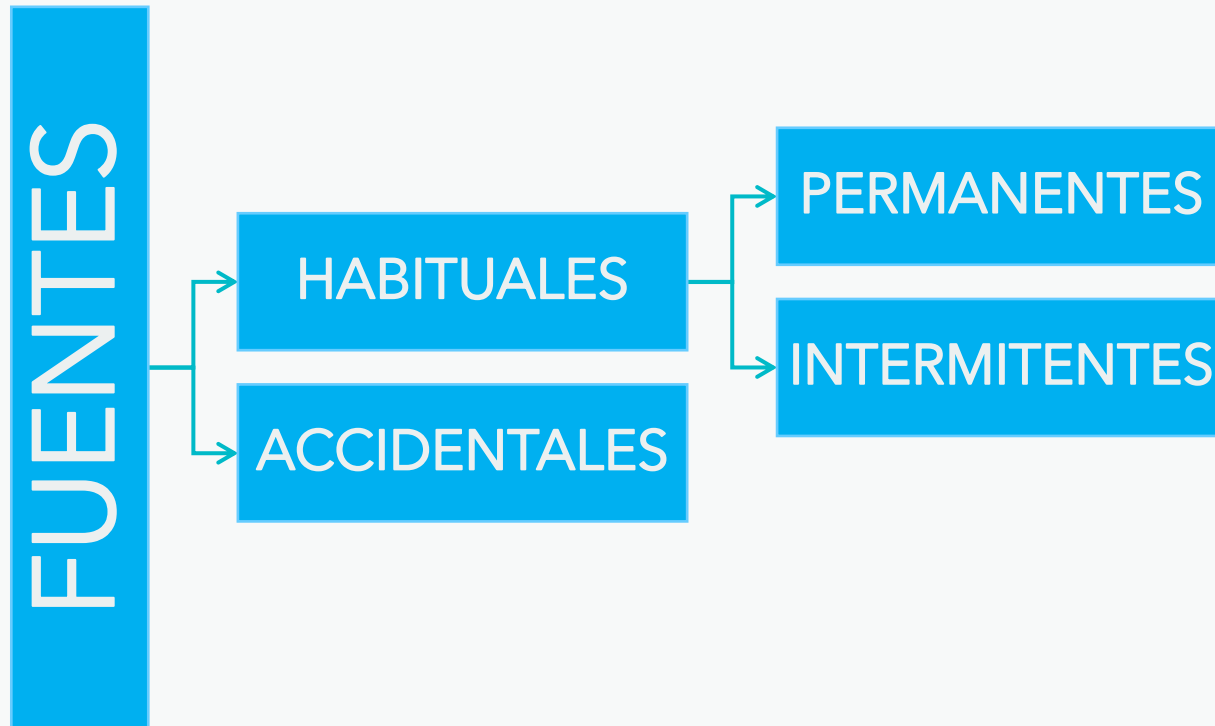 FUENTES
HABITUALES
ACCIDENTALES
PERMANENTES
INTERMITENTES